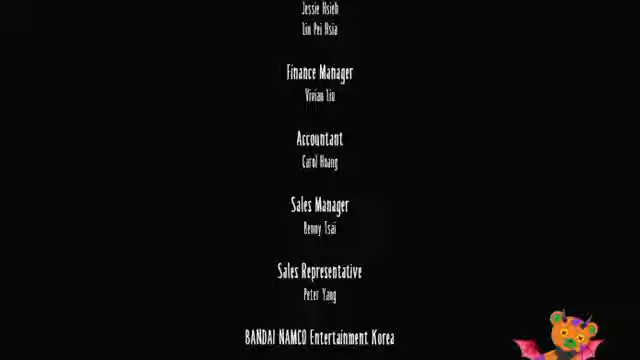 Jessie Hsieh
Lin Pei Hsia
Finance Manager
Vivian Liu
Accountant
Carol Huang
Sales Manager
Benny Tsai
Sales Representative
Peter Yang
BANDAI NAMCO Entertainment Korea